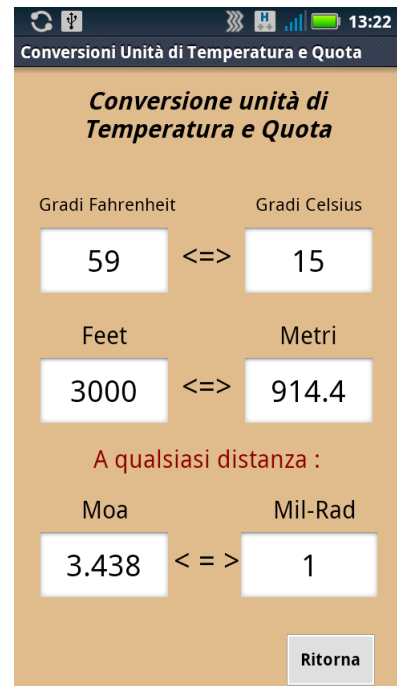 13:22
Conversioni Unità di Temperatura e Quota
Conversione unità di
Temperatura e Quota
Gradi Fahrenheit Gradi Celsius
59 <=> 15
Feet Metri
3000 <=> 914.4
A qualsiasi distanza :
Moa Mil-Rad
3.438 < = > 1
Ritorna